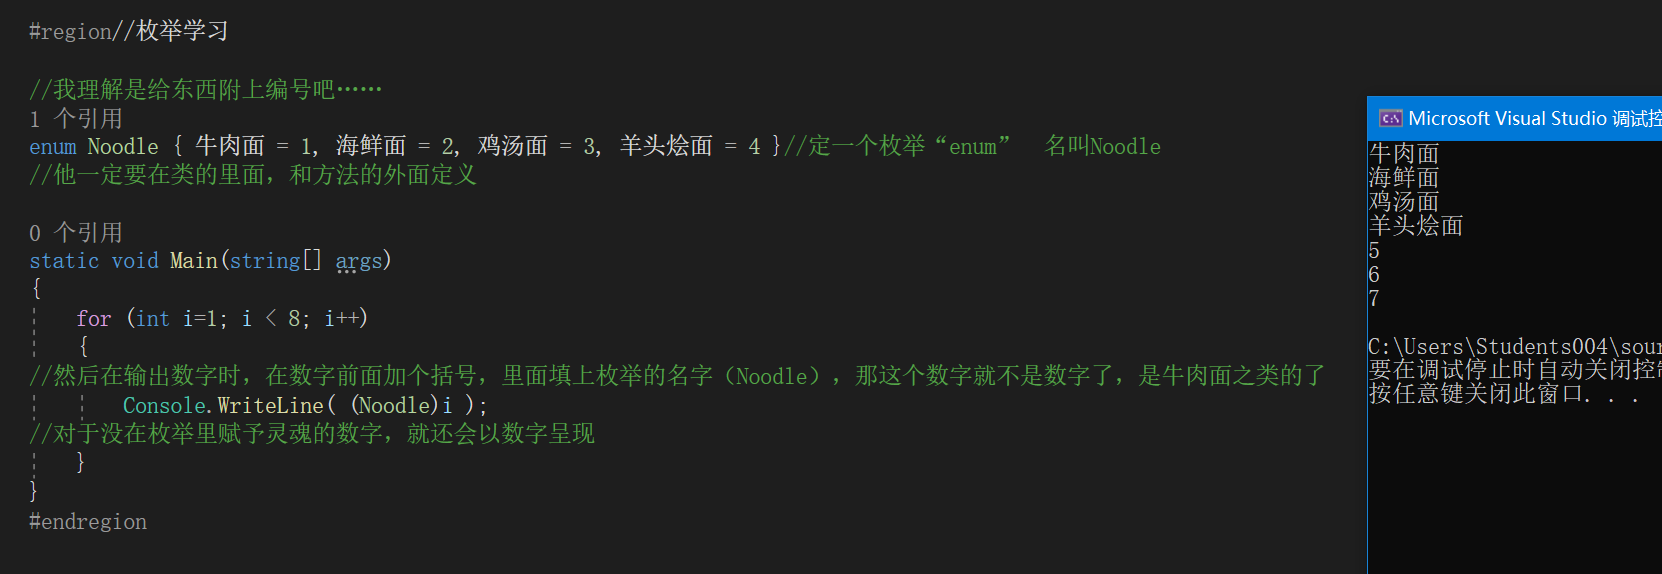 #region//枚举学习
//我理解是给东西附上编号吧……
1 个引用
enum Noodle { 牛肉面 = 1, 海鲜面 = 2, 鸡汤面 = 3, 羊头烩面 = 4 }//定一个枚举“enum”  名叫Noodle
//他一定要在类的里面，和方法的外面定义
0 个引用
static void Main(string[] args)
{
for (int i=1; i < 8; i++)
{
//然后在输出数字时，在数字前面加个括号，里面填上枚举的名字（Noodle），那这个数字就不是数字了，是牛肉面之类的了
Console.WriteLine( (Noodle)i );
//对于没在枚举里赋予灵魂的数字，就还会以数字呈现
}
}
#endregion
Microsoft Visual Studio 调试控
牛肉面
海鲜面
鸡汤面
羊头烩面
5
6
7
C:\Users\Students004\sour
要在调试停止时自动关闭控
按任意键关闭此窗口. . .